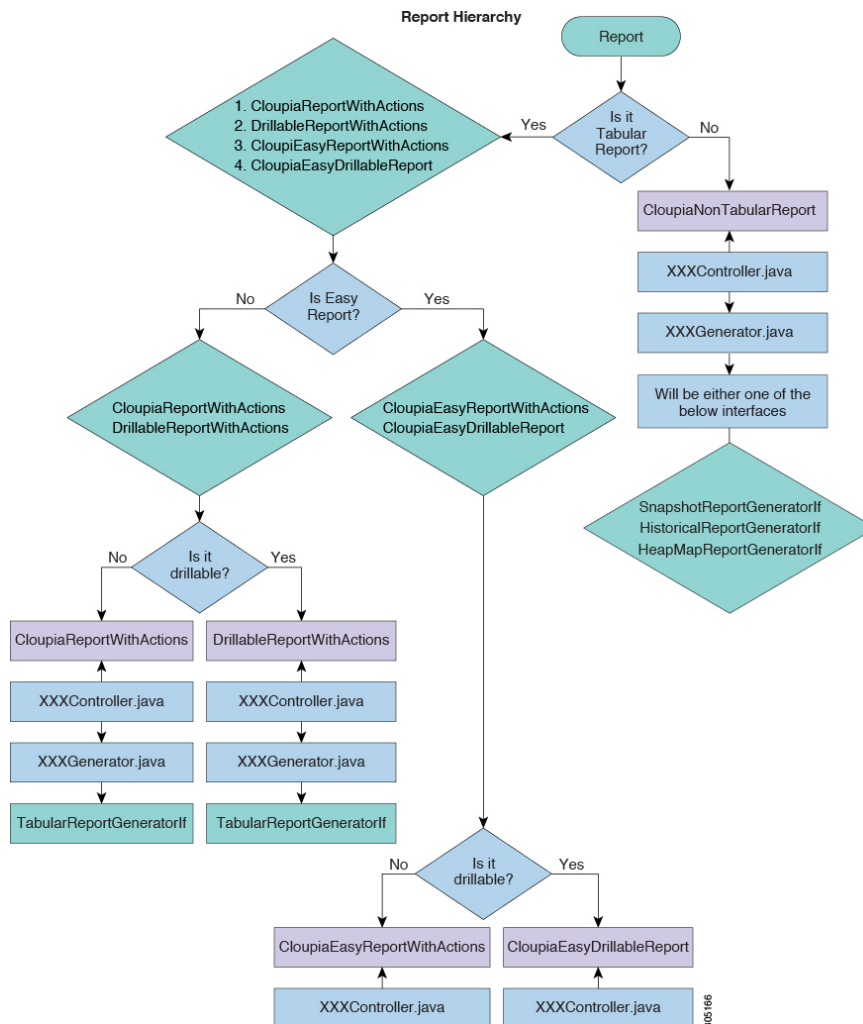 Report Hierarchy
Report
1. CloupiaReportWithActions
2. DrillableReportWithActions
3. CloupiEasyReportWithActions
4. CloupiaEasyDrillableReport
Yes
Is it
Tabular
Report?
No
CloupiaNonTabularReport
XXXController.java
XXXGenerator.java
Will be either one of the
below interfaces
SnapshotReportGeneratorIf
HistoricalReportGeneratorIf
HeapMapReportGeneratorIf
No
Is Easy
Report?
Yes
CloupiaReportWithActions
DrillableReportWithActions
CloupiaEasyReportWithActions
CloupiaEasyDrillableReport
No
Is it
drillable?
Yes
CloupiaReportWithActions
DrillableReportWithActions
XXXController.java
XXXController.java
XXXGenerator.java
XXXGenerator.java
TabularReportGeneratorIf
TabularReportGeneratorIf
No
Is it
drillable?
Yes
CloupiaEasyReportWithActions
CloupiaEasyDrillableReport
XXXController.java
XXXController.java